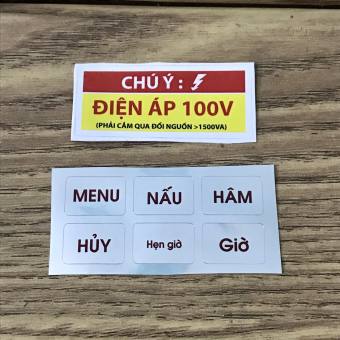 CHÚ Ý :
ĐIỆN ÁP 100V
(PHẢI CẮM QUA ĐỔI NGUỒN >1500VA)
MENU NẤU HÂM
HỦY Hẹn giờ Giờ